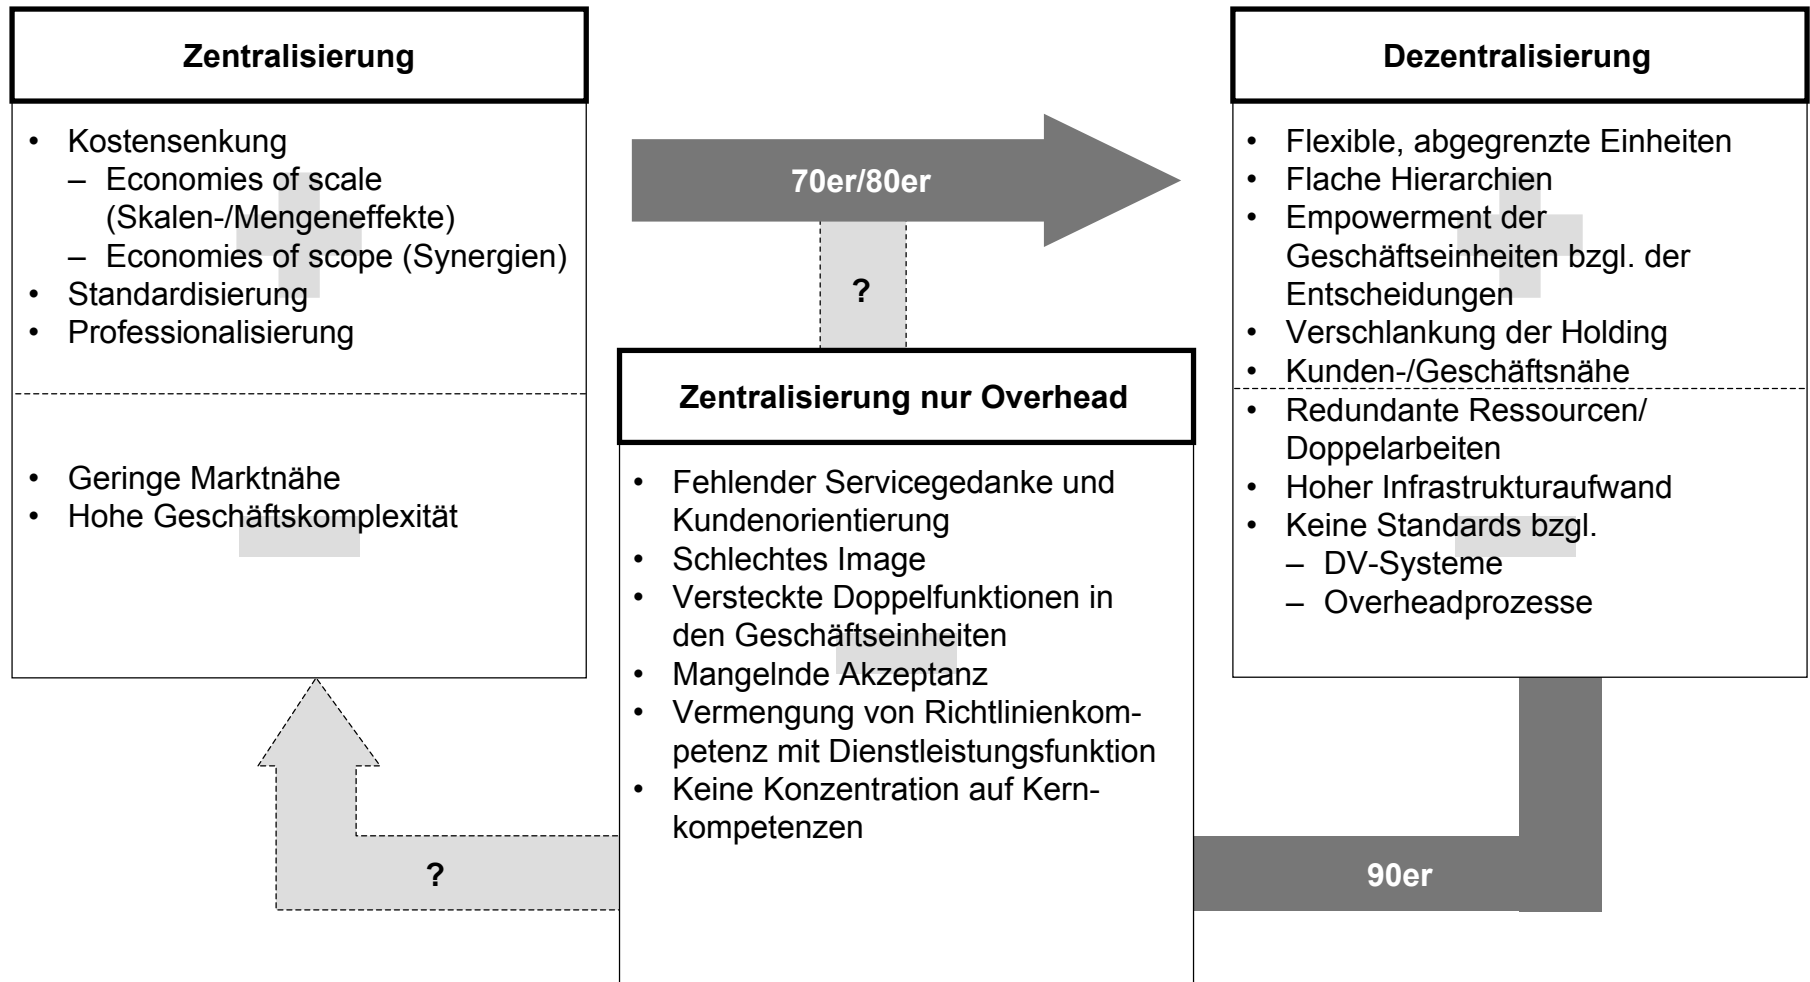 Zentralisierung
• Kostensenkung
– Economies of scale
(Skalen-/Mengeneffekte)
– Economies of scope (Synergien)
• Standardisierung
• Professionalisierung
• Geringe Marktnähe
• Hohe Geschäftskomplexität
70er/80er
?
Zentralisierung nur Overhead
• Fehlender Servicegedanke und
Kundenorientierung
• Schlechtes Image
• Versteckte Doppelfunktionen in
den Geschäftseinheiten
• Mangelnde Akzeptanz
• Vermengung von Richtlinienkom-
petenz mit Dienstleistungsfunktion
• Keine Konzentration auf Kern-
kompetenzen
Dezentralisierung
• Flexible, abgegrenzte Einheiten
• Flache Hierarchien
• Empowerment der
Geschäftseinheiten bzgl. der
Entscheidungen
• Verschlankung der Holding
• Kunden-/Geschäftsnähe
• Redundante Ressourcen/
Doppelarbeiten
• Hoher Infrastrukturaufwand
• Keine Standards bzgl.
– DV-Systeme
– Overheadprozesse
?
90er